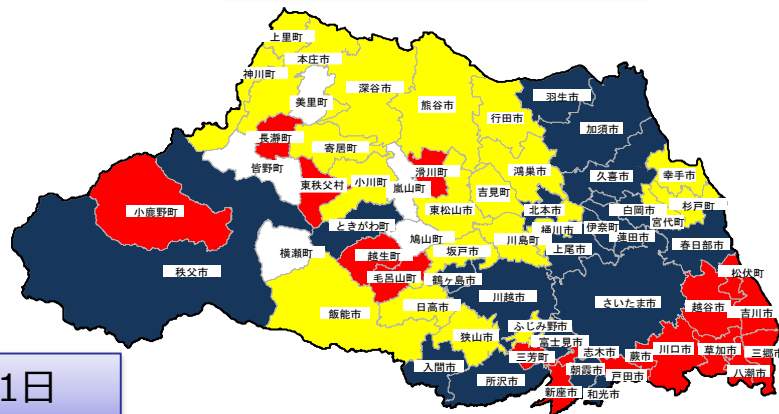 上里町
本庄市
神川町
深谷市
美里町
熊谷市
羽生市
行田市
加須市
長瀞町
寄居町
皆野町
滑川町
鴻巣市
久喜市
幸手市
東秩父村
小川町
嵐山町
吉見町
小鹿野町
東松山市
北本市
白岡市
杉戸町
宮代町
ときがわ町
桶川市
伊奈町
蓮田市
横瀬町
鳩山町
坂戸市
川島町
上尾市
春日部市
越生町
秩父市
毛呂山町
鶴ヶ島市
松伏町
川越市
さいたま市
越谷市
吉川市
飯能市
日高市
ふじみ野市
狭山市
富士見市
三芳町
志木市
蕨市
川口市
草加市
三郷市
入間市
朝霞市
戸田市
八潮市
所沢市
新座市
和光市
1日